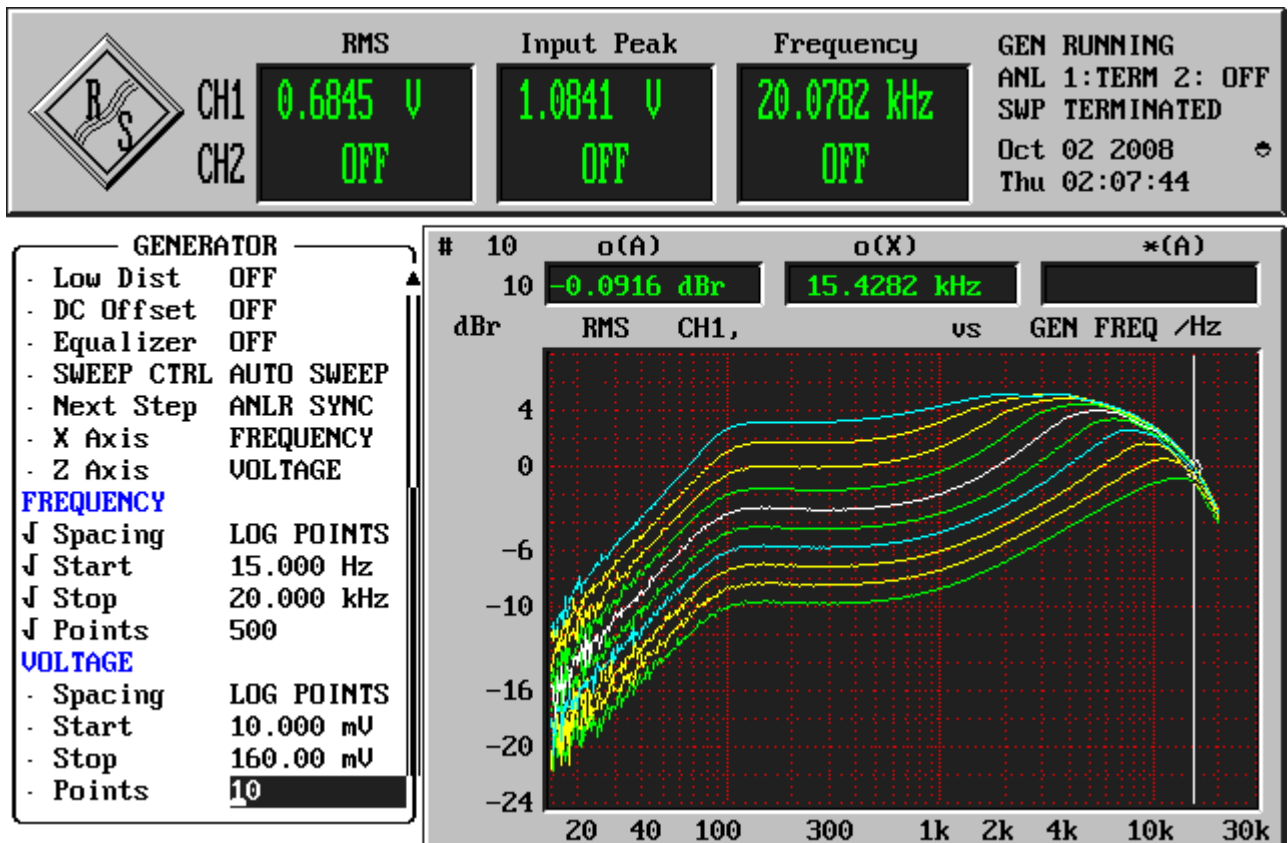 R
S
RMS
Input Peak
Frequency
CH1
0.6845 V
1.0841 V
20.0782 kHz
CH2
OFF
OFF
OFF
GEN RUNNING
ANL 1:TERM 2: OFF
SWP TERMINATED
Oct 02 2008
Thu 02:07:44
GENERATOR
· Low Dist OFF
· DC Offset OFF
· Equalizer OFF
· SWEEP CTRL AUTO SWEEP
· Next Step ANLR SYNC
· X Axis FREQUENCY
· Z Axis VOLTAGE
FREQUENCY
√ Spacing LOG POINTS
√ Start 15.000 Hz
√ Stop 20.000 kHz
√ Points 500
VOLTAGE
· Spacing LOG POINTS
· Start 10.000 mV
· Stop 160.00 mV
· Points 10
# 10 o(A) o(X) *(A)
10 -0.0916 dBr 15.4282 kHz
dBr RMS CH1, vs GEN FREQ /Hz
4
0
-6
-10
-16
-20
-24
20 40 100 300 1k 2k 4k 10k 30k